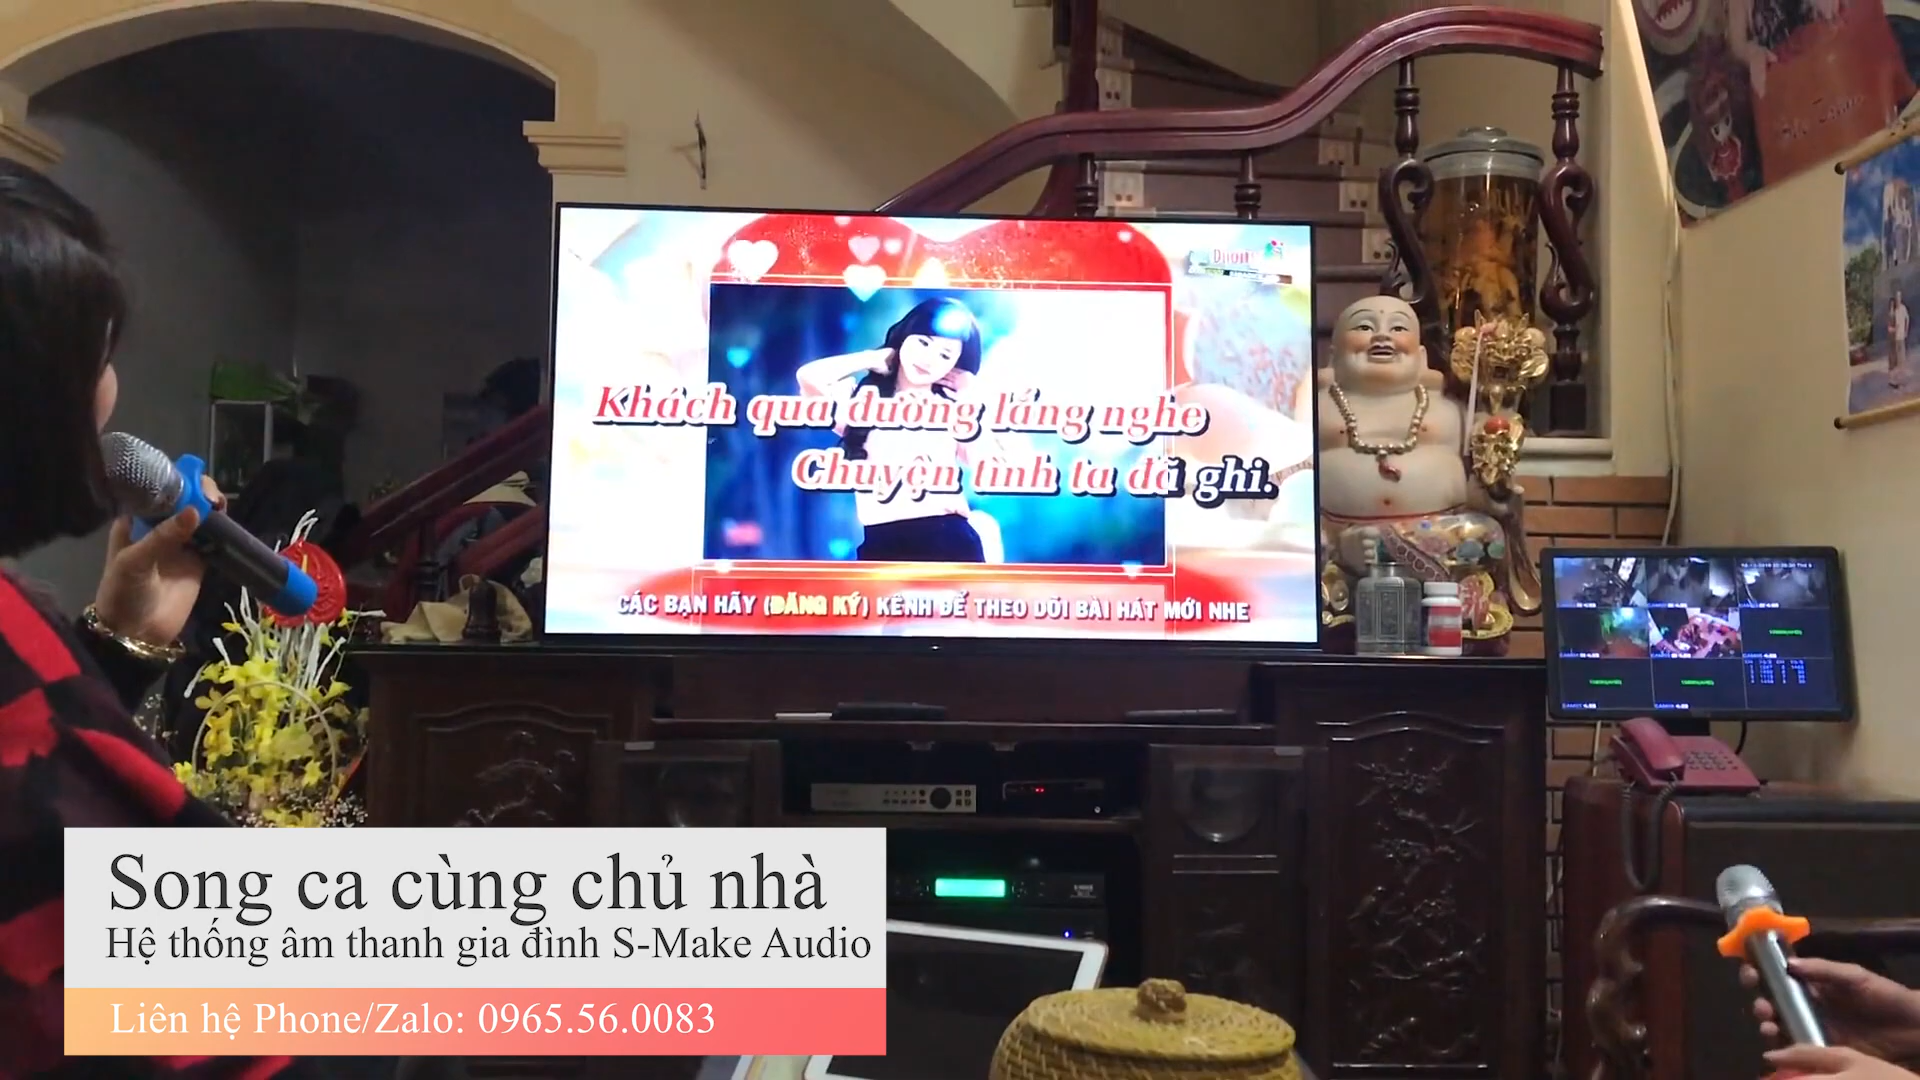 Khách qua đường lắng nghe
Chuyện tình ta đã ghi.
CÁC BẠN HÃY (ĐĂNG KÝ) KÊNH ĐỂ THEO DÕI BÀI HÁT MỚI NHE
Song ca cùng chủ nhà
Hệ thống âm thanh gia đình S-Make Audio
Liên hệ Phone/Zalo: 0965.56.0083